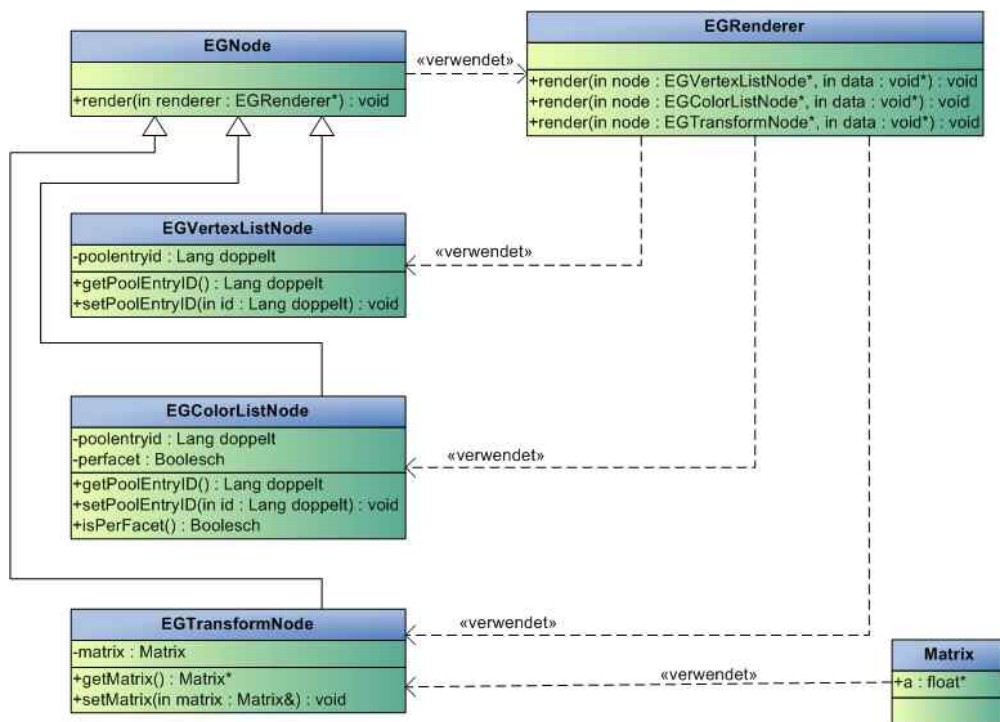 EGNode
+render(in renderer : EGRenderer*) : void
«verwendet»
EGRenderer
+render(in node : EGVertexListNode*, in data : void*) : void
+render(in node : EGColorListNode*, in data : void*) : void
+render(in node : EGTransformNode*, in data : void*) : void
EGVertexListNode
-poolentryid : Lang doppelt
+getPoolEntryID() : Lang doppelt
+setPoolEntryID(in id : Lang doppelt) : void
«verwendet»
EGColorListNode
-poolentryid : Lang doppelt
-perfacet : Boolesch
+getPoolEntryID() : Lang doppelt
+setPoolEntryID(in id : Lang doppelt) : void
+isPerFacet() : Boolesch
«verwendet»
EGTransformNode
-matrix : Matrix
+getMatrix() : Matrix*
+setMatrix(in matrix : Matrix&) : void
«verwendet»
«verwendet»
Matrix
+a : float*